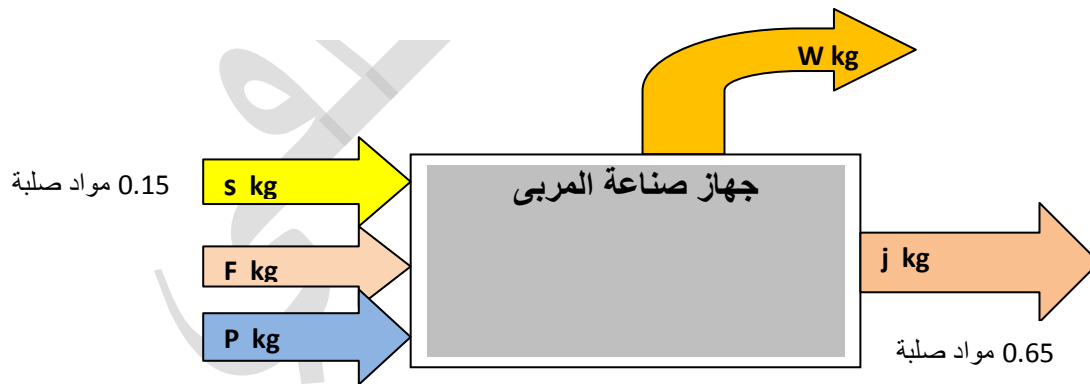 W kg
جهاز صناعة المربى
0.15 مواد صلبة
s kg
F kg
j kg
P kg
0.65 مواد صلبة